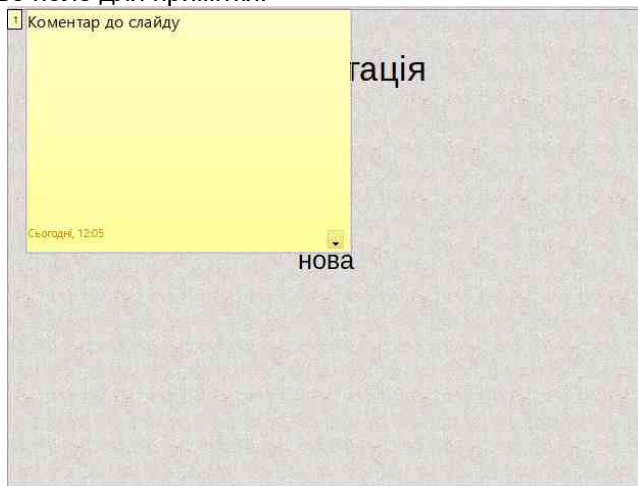 1 Коментар до слайду
тація
Сьогодні, 12:05
нова